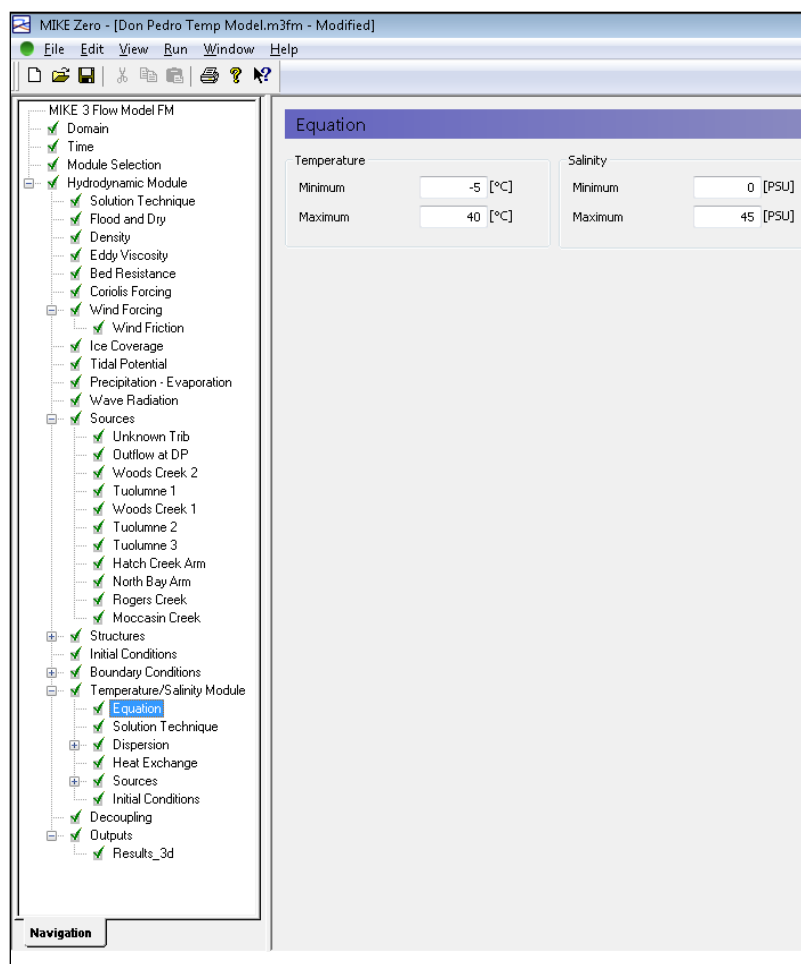 MIKE Zero - [Don Pedro Temp Model.m3fm - Modified]
File Edit View Run Window Help
MIKE 3 Flow Model FM
Domain
Time
Module Selection
Hydrodynamic Module
Solution Technique
Flood and Dry
Density
Eddy Viscosity
Bed Resistance
Coriolis Forcing
Wind Forcing
Wind Friction
Ice Coverage
Tidal Potential
Precipitation - Evaporation
Wave Radiation
Sources
Unknown Trib
Outflow at DP
Woods Creek 2
Tuolumne 1
Woods Creek 1
Tuolumne 2
Tuolumne 3
Hatch Creek Arm
North Bay Arm
Rogers Creek
Moccasin Creek
Structures
Initial Conditions
Boundary Conditions
Temperature/Salinity Module
Equation
Solution Technique
Dispersion
Heat Exchange
Sources
Initial Conditions
Decoupling
Outputs
Results_3d
Navigation
Equation
Temperature
Minimum -5 [°C]
Maximum 40 [°C]
Salinity
Minimum 0 [PSU]
Maximum 45 [PSU]